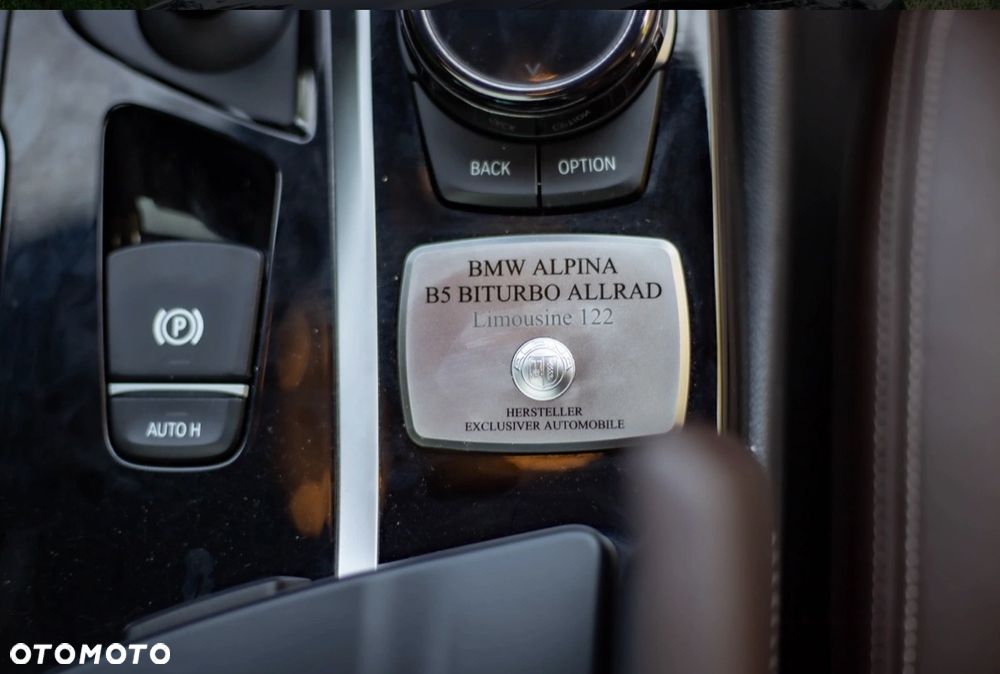 BACK
OPTION
BMW ALPINA
B5 BITURBO ALLRAD
Limousine 122
HERSTELLER
EXCLUSIVER AUTOMOBILE
P
AUTO H
OTOMOTO